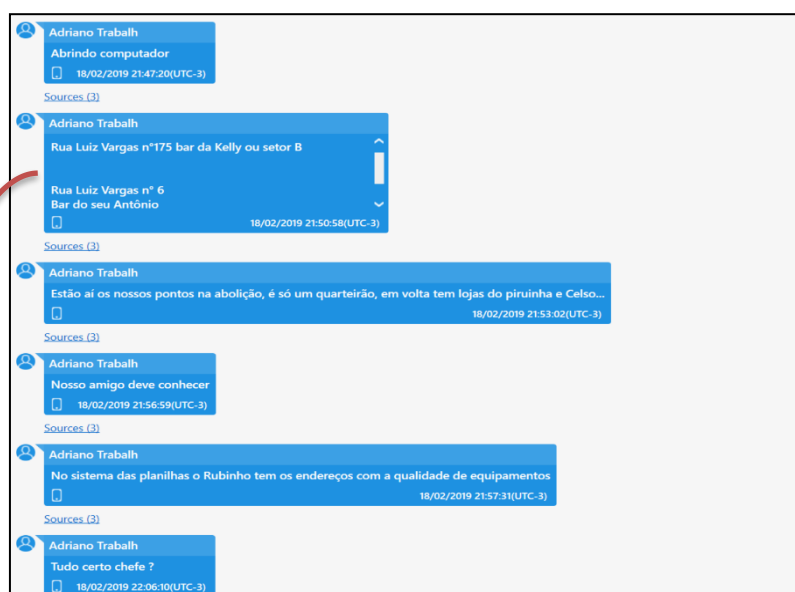 Adriano Trabalh
Abrindo computador
18/02/2019 21:47:20(UTC-3)
Sources (3)
Adriano Trabalh
Rua Luiz Vargas nº175 bar da Kelly ou setor B
Rua Luiz Vargas nº 6
Bar do seu Antônio
18/02/2019 21:50:58(UTC-3)
Sources (3)
Adriano Trabalh
Estão aí os nossos pontos na abolição, é só um quarteirão, em volta tem lojas do piruinha e Celso...
18/02/2019 21:53:02(UTC-3)
Sources (3)
Adriano Trabalh
Nosso amigo deve conhecer
18/02/2019 21:56:59(UTC-3)
Sources (3)
Adriano Trabalh
No sistema das planilhas o Rubinho tem os endereços com a qualidade de equipamentos
18/02/2019 21:57:31(UTC-3)
Sources (3)
Adriano Trabalh
Tudo certo chefe ?
18/02/2019 22:06:10(UTC-3)